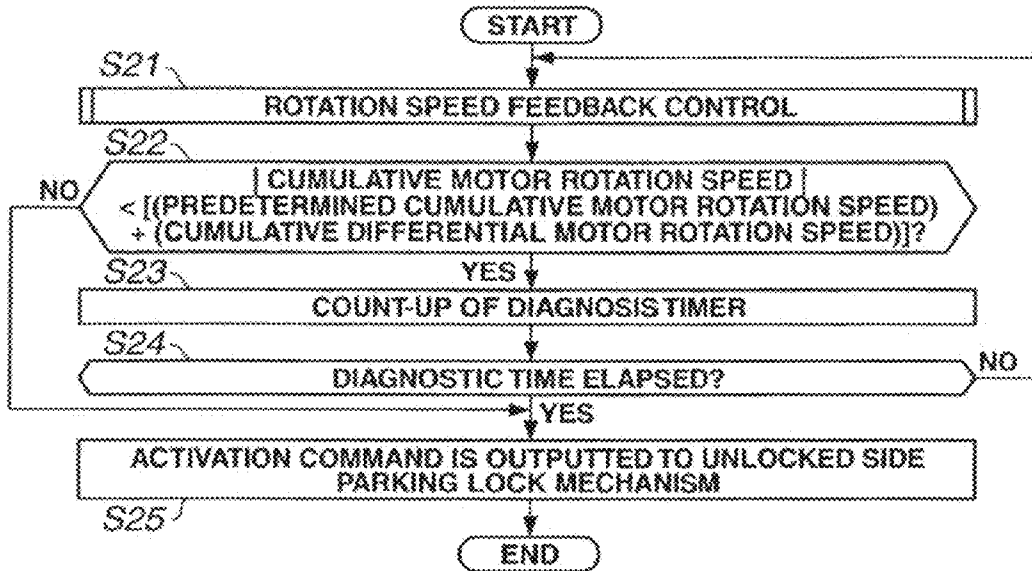 START
S21
ROTATION SPEED FEEDBACK CONTROL
S22
NO
| CUMULATIVE MOTOR ROTATION SPEED |
< [(PREDETERMINED CUMULATIVE MOTOR ROTATION SPEED)
+ (CUMULATIVE DIFFERENTIAL MOTOR ROTATION SPEED)]?
YES
S23
COUNT-UP OF DIAGNOSIS TIMER
S24
DIAGNOSTIC TIME ELAPSED?
NO
YES
ACTIVATION COMMAND IS OUTPUTTED TO UNLOCKED SIDE
PARKING LOCK MECHANISM
S25
END